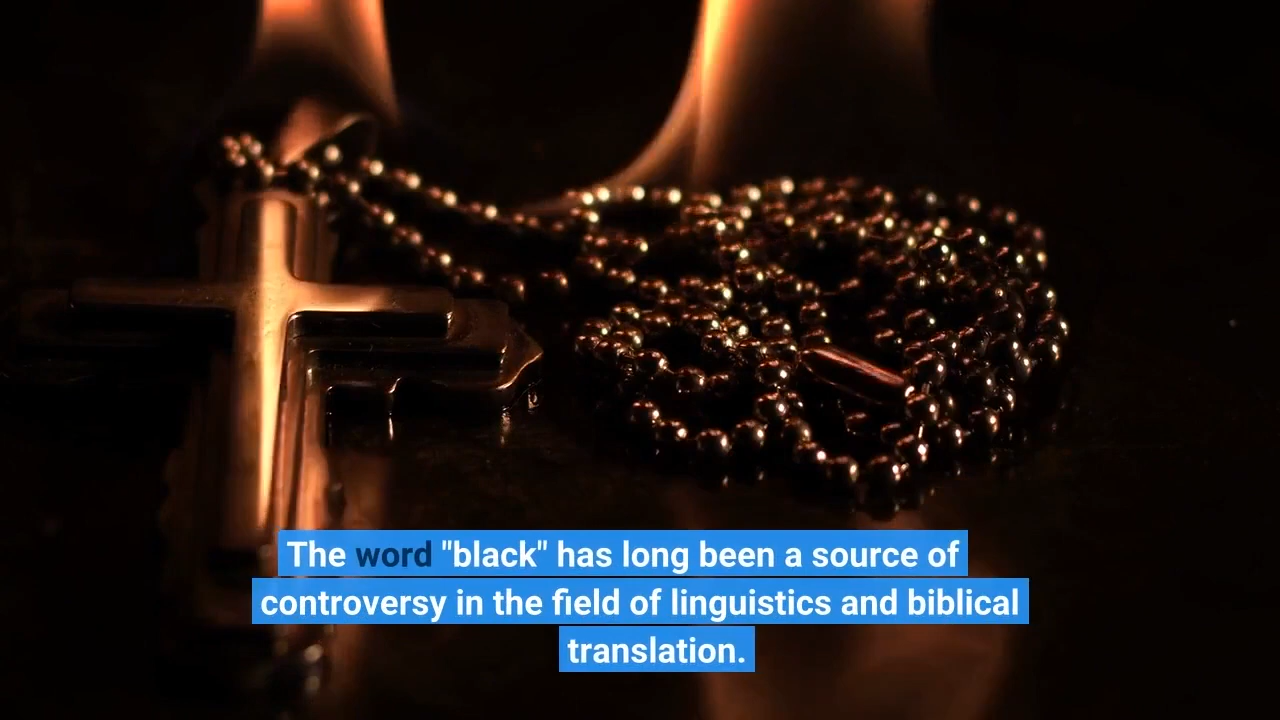 The word "black" has long been a source of
controversy in the field of linguistics and biblical
translation.